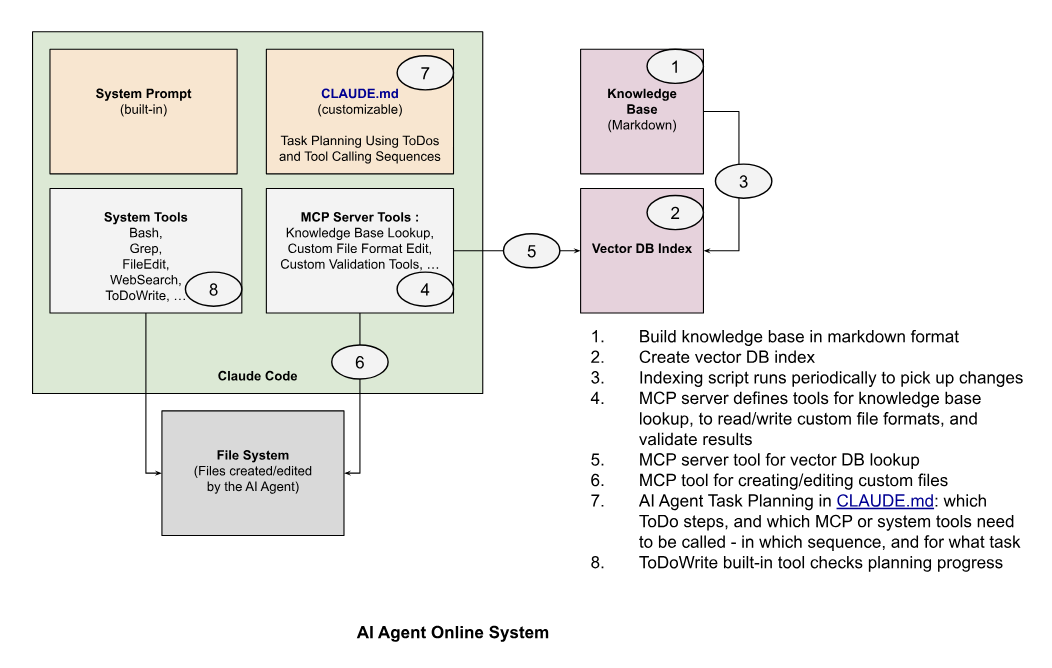 System Prompt
(built-in)
7
CLAUDE.md
(customizable)
Task Planning Using ToDos
and Tool Calling Sequences
1
Knowledge
Base
(Markdown)
3
System Tools
Bash,
Grep,
FileEdit,
WebSearch,
ToDoWrite, ...
8
MCP Server Tools :
Knowledge Base Lookup,
Custom File Format Edit,
Custom Validation Tools, ...
4
5
2
Vector DB Index
6
Claude Code
File System
(Files created/edited
by the AI Agent)
1. Build knowledge base in markdown format
2. Create vector DB index
3. Indexing script runs periodically to pick up changes
4. MCP server defines tools for knowledge base
lookup, to read/write custom file formats, and
validate results
5. MCP server tool for vector DB lookup
6. MCP tool for creating/editing custom files
7. AI Agent Task Planning in CLAUDE.md: which
ToDo steps, and which MCP or system tools need
to be called - in which sequence, and for what task
8. ToDoWrite built-in tool checks planning progress
AI Agent Online System